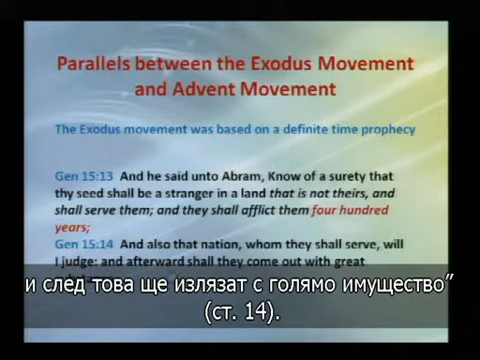 Parallels between the Exodus Movement
and Advent Movement
The Exodus movement was based on a definite time prophecy
Gen 15:13 And he said unto Abram, Know of a surety that
thy seed shall be a stranger in a land that is not theirs, and
shall serve them; and they shall afflict them four hundred
years;
Gen 15:14 And also that nation, whom they shall serve, will
I judge: and afterward shall they come out with great
и след това ще излязат с голямо имущество”
(ст. 14).